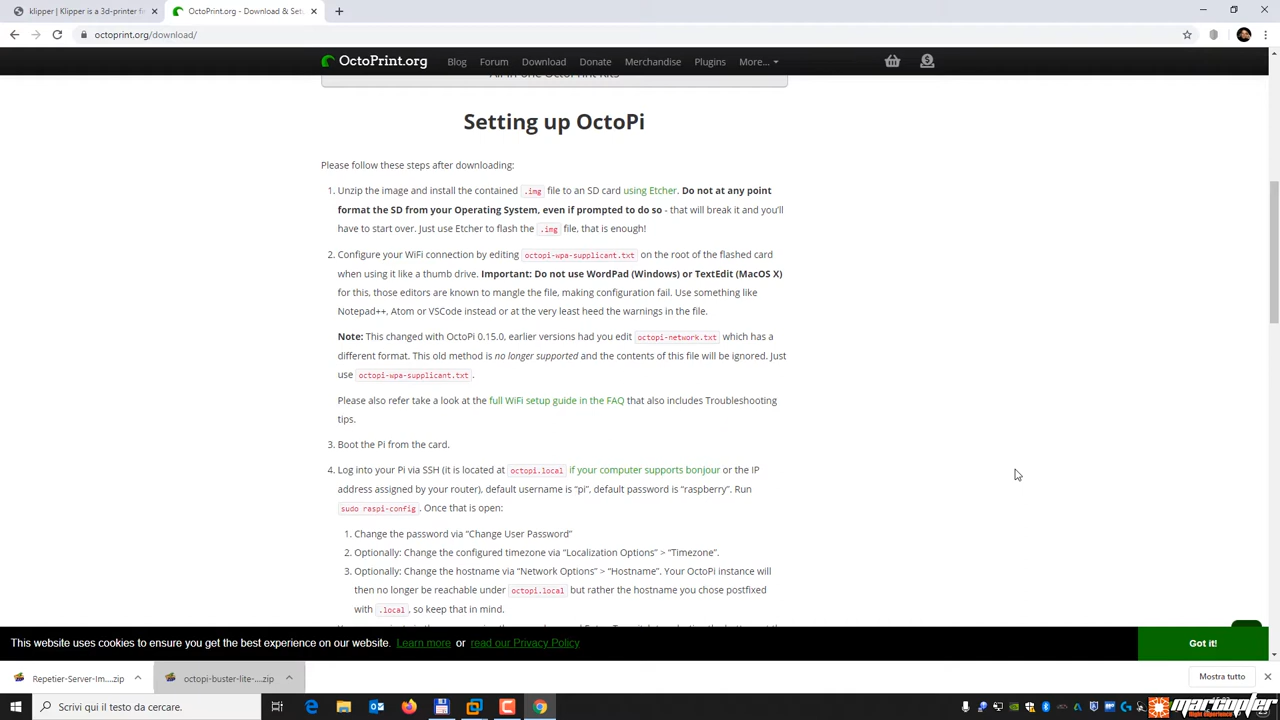 klipper | Klipper is a 3d-printer fi
OctoPrint.org - Download & Set
octoprint.org/download/
OctoPrint.org Blog Forum Download Donate Merchandise Plugins More...
All-in-one OctoPrint Kits
Setting up OctoPi
Please follow these steps after downloading:
1. Unzip the image and install the contained .img file to an SD card using Etcher. Do not at any point
format the SD from your Operating System, even if prompted to do so - that will break it and you'll
have to start over. Just use Etcher to flash the .img file, that is enough!
2. Configure your WiFi connection by editing octopi-wpa-supplicant.txt on the root of the flashed card
when using it like a thumb drive. Important: Do not use WordPad (Windows) or TextEdit (MacOS X)
for this, those editors are known to mangle the file, making configuration fail. Use something like
Notepad++, Atom or VSCode instead or at the very least heed the warnings in the file.
Note: This changed with OctoPi 0.15.0, earlier versions had you edit octopi-network.txt which has a
different format. This old method is no longer supported and the contents of this file will be ignored. Just
use octopi-wpa-supplicant.txt.
Please also refer take a look at the full WiFi setup guide in the FAQ that also includes Troubleshooting
tips.
3. Boot the Pi from the card.
4. Log into your Pi via SSH (it is located at octopi.local if your computer supports bonjour or the IP
address assigned by your router), default username is "pi", default password is "raspberry". Run
sudo raspi-config. Once that is open:
1. Change the password via "Change User Password"
2. Optionally: Change the configured timezone via "Localization Options" > "Timezone".
3. Optionally: Change the hostname via "Network Options" > "Hostname". Your OctoPi instance will
then no longer be reachable under octopi.local but rather the hostname you chose postfixed
with .local, so keep that in mind.
This website uses cookies to ensure you get the best experience on our website. Learn more or read our Privacy Policy Got it!
Repetier-Server-Im....zip octopi-buster-lite-....zip Mostra tutto
Scrivi qui il testo da cercare.
marcopter